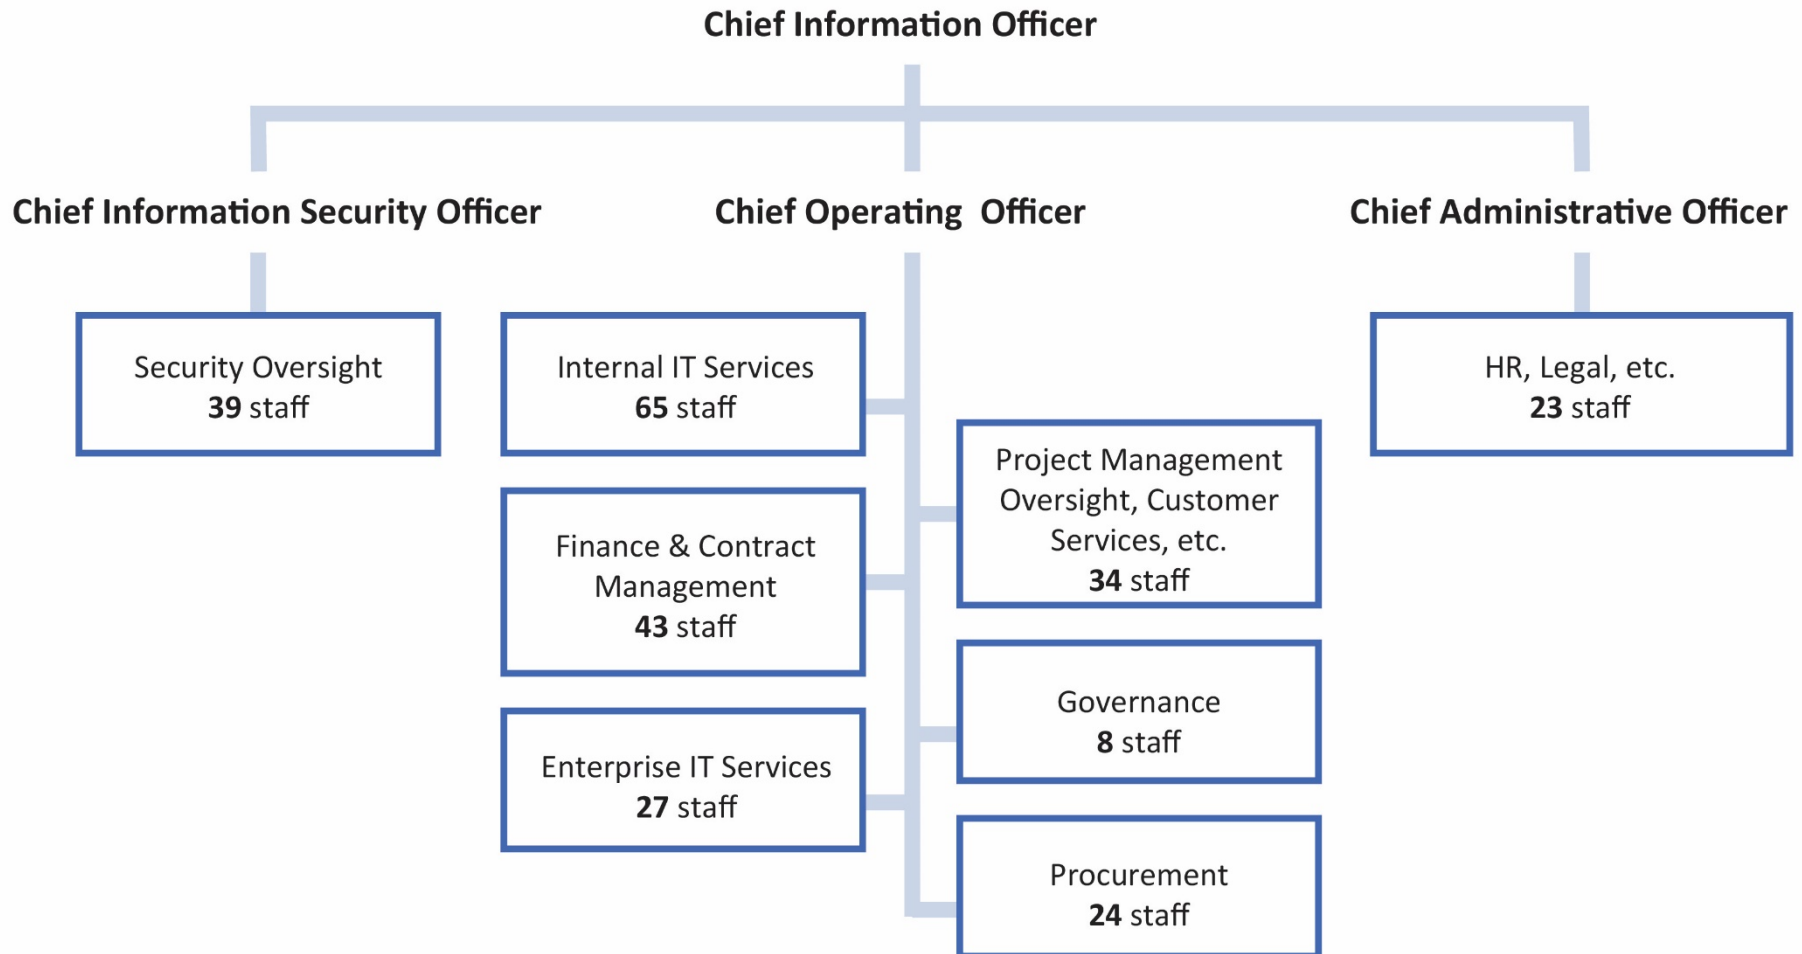 Chief Information Officer
Chief Information Security Officer
Chief Operating Officer
Chief Administrative Officer
Security Oversight
39 staff
Internal IT Services
65 staff
Finance & Contract
Management
43 staff
Enterprise IT Services
27 staff
Project Management
Oversight, Customer
Services, etc.
34 staff
Governance
8 staff
Procurement
24 staff
HR, Legal, etc.
23 staff